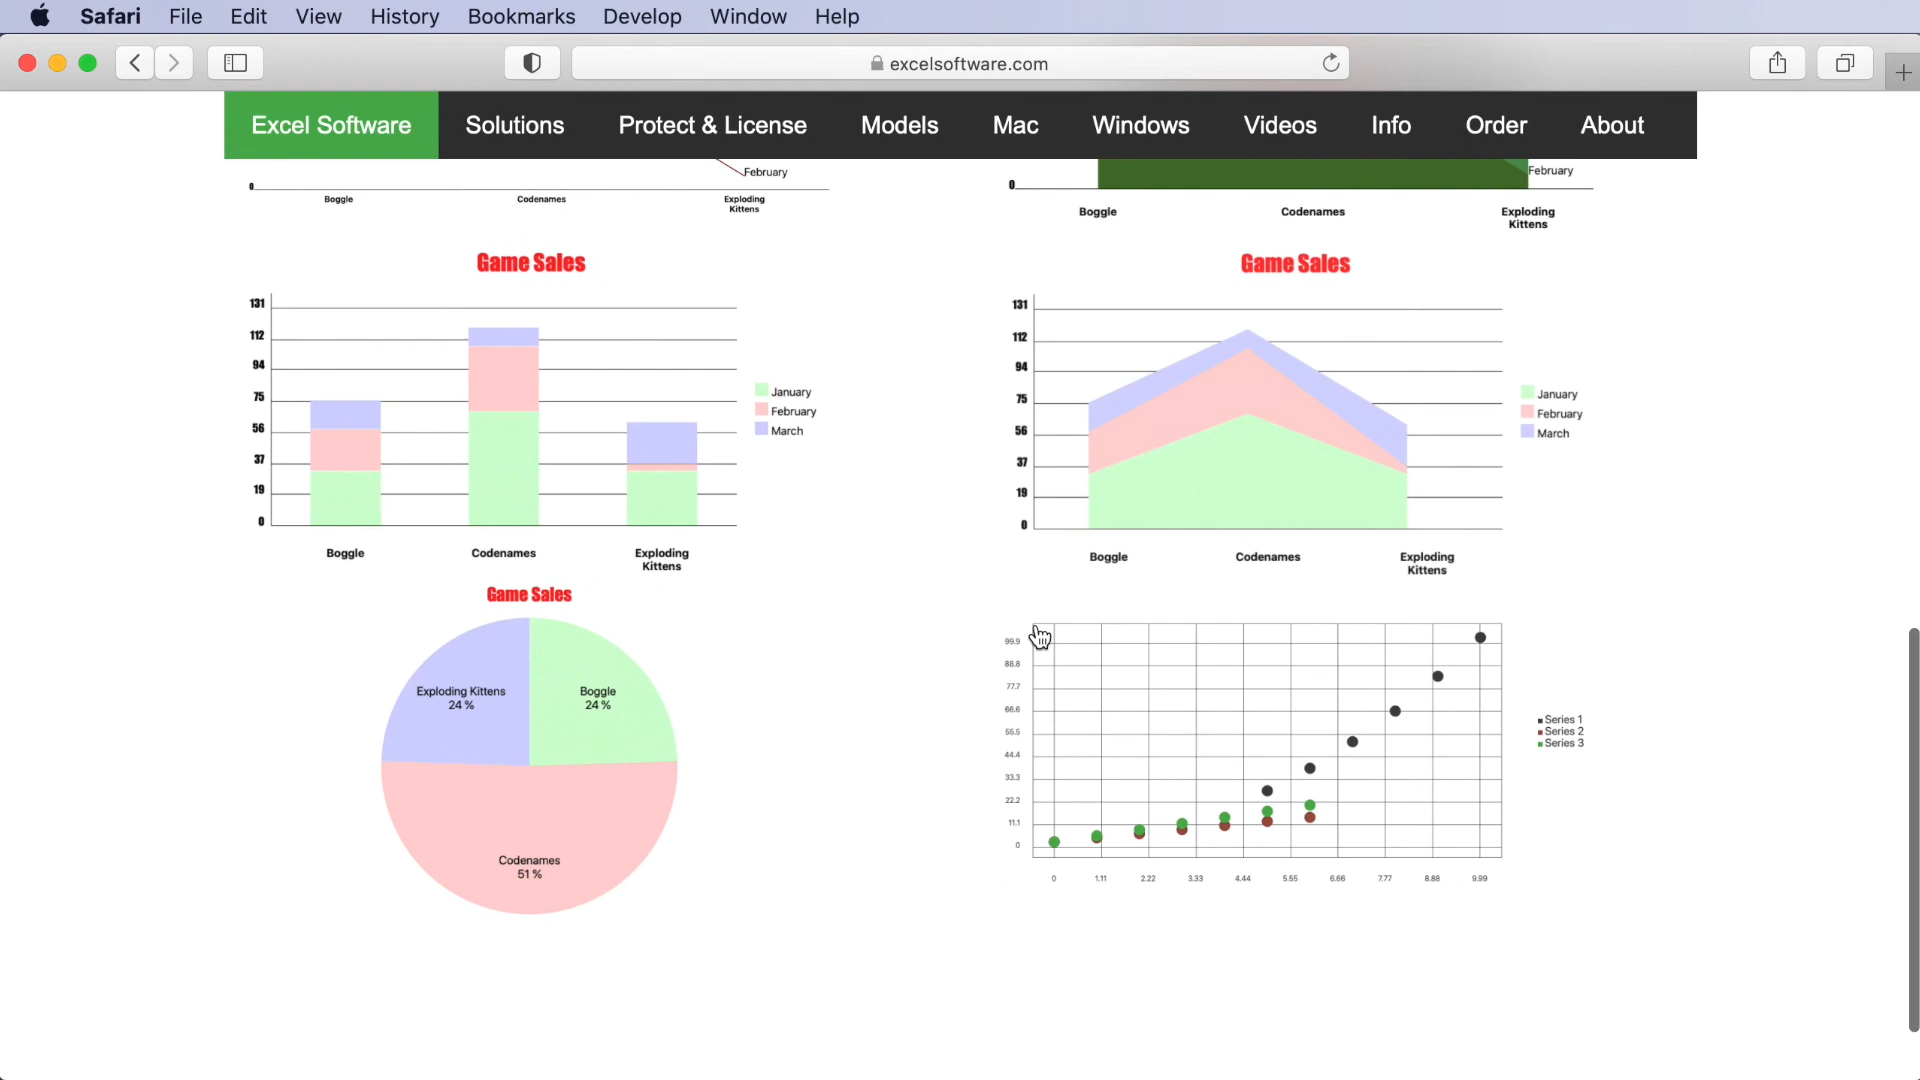 Safari File Edit View History Bookmarks Develop Window Help
excelsoftware.com
Excel Software Solutions Protect & License Models Mac Windows Videos Info Order About
February
0
Boggle Codenames Exploding
Kittens
February
0
Boggle Codenames Exploding
Kittens
Game Sales
131
112
94
75
56
37
19
0
January
February
March
Boggle Codenames Exploding
Kittens
Game Sales
131
112
94
75
56
37
19
0
January
February
March
Boggle Codenames Exploding
Kittens
Game Sales
Exploding Kittens
24 %
Boggle
24 %
Codenames
51 %
99.9
88.8
77.7
66.6
55.5
44.4
33.3
22.2
11.1
0
Series 1
Series 2
Series 3
0 1.11 2.22 3.33 4.44 5.55 6.66 7.77 8.88 9.99